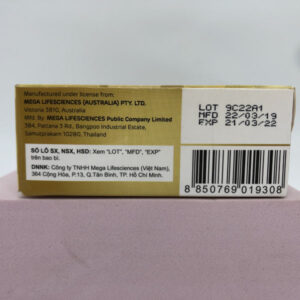 Manufactured under license from:
MEGA LIFESCIENCES (AUSTRALIA) PTY. LTD.
Victoria 3810, Australia
Mfd. By MEGA LIFESCIENCES Public Company Limited
384, Pattana 3 Rd., Bangpoo Industrial Estate,
Samutprakarn 10280, Thailand
SỐ LÔ SX, NSX, HSD: Xem "LOT", "MFD", "EXP"
trên bao bì.
DNNK: Công ty TNHH Mega Lifesciences (Việt Nam),
364 Cộng Hòa, P.13, Q.Tân Bình, TP. Hồ Chí Minh.
LOT 9C22A1
MFD 22/03/19
EXP 21/03/22
8 850769 019308